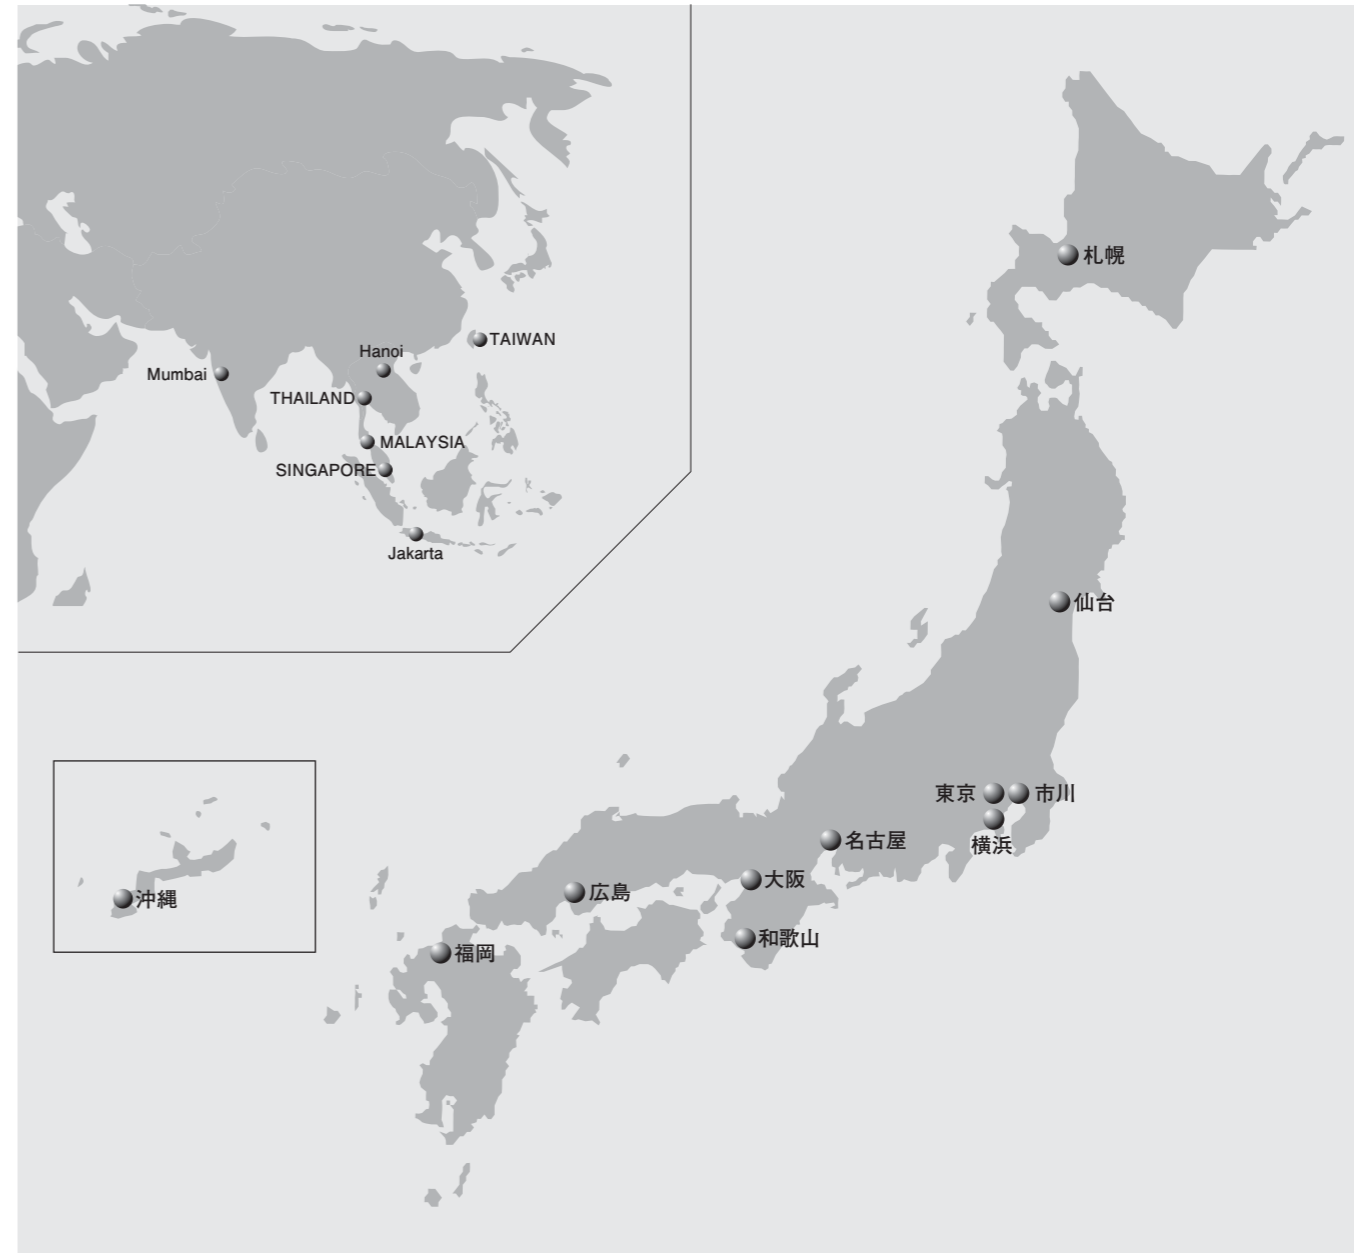 TAIWAN
Hanoi
Mumbai
THAILAND
MALAYSIA
SINGAPORE
Jakarta
札幌
仙台
東京
市川
横浜
名古屋
大阪
広島
和歌山
福岡
沖縄